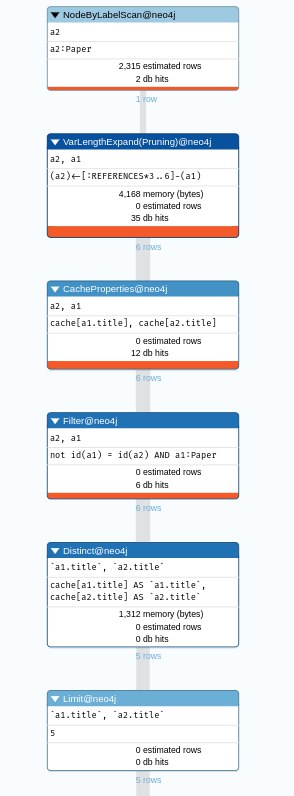 NodeByLabelScan@neo4j
a2
a2:Paper
2,315 estimated rows
2 db hits
1 row
VarLengthExpand(Pruning)@neo4j
a2, a1
(a2)<-[:REFERENCES*3..6]-(a1)
4,168 memory (bytes)
0 estimated rows
35 db hits
6 rows
CacheProperties@neo4j
a2, a1
cache[a1.title], cache[a2.title]
0 estimated rows
12 db hits
6 rows
Filter@neo4j
a2, a1
not id(a1) = id(a2) AND a1:Paper
0 estimated rows
6 db hits
6 rows
Distinct@neo4j
`a1.title`, `a2.title`
cache[a1.title] AS `a1.title`,
cache[a2.title] AS `a2.title`
1,312 memory (bytes)
0 estimated rows
0 db hits
5 rows
Limit@neo4j
`a1.title`, `a2.title`
5
0 estimated rows
0 db hits
5 rows